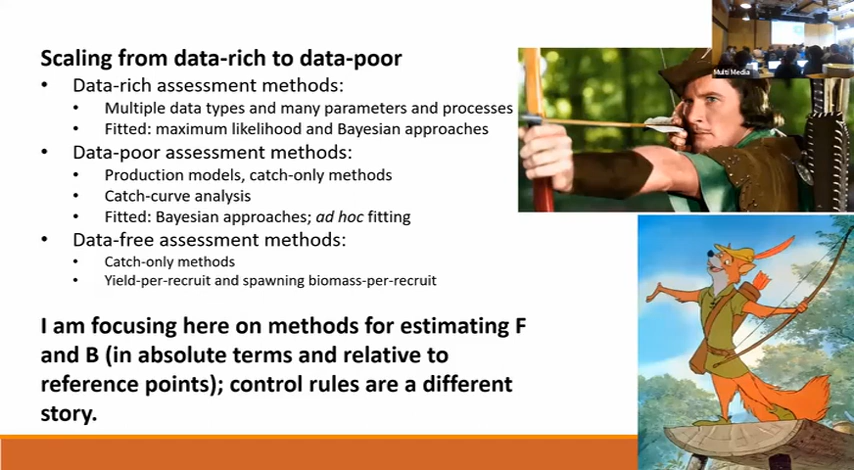 Scaling from data-rich to data-poor
• Data-rich assessment methods:
• Multiple data types and many parameters and processes
• Fitted: maximum likelihood and Bayesian approaches
• Data-poor assessment methods:
• Production models, catch-only methods
• Catch-curve analysis
• Fitted: Bayesian approaches; ad hoc fitting
• Data-free assessment methods:
• Catch-only methods
• Yield-per-recruit and spawning biomass-per-recruit
I am focusing here on methods for estimating F
and B (in absolute terms and relative to
reference points); control rules are a different
story.
Multi Media